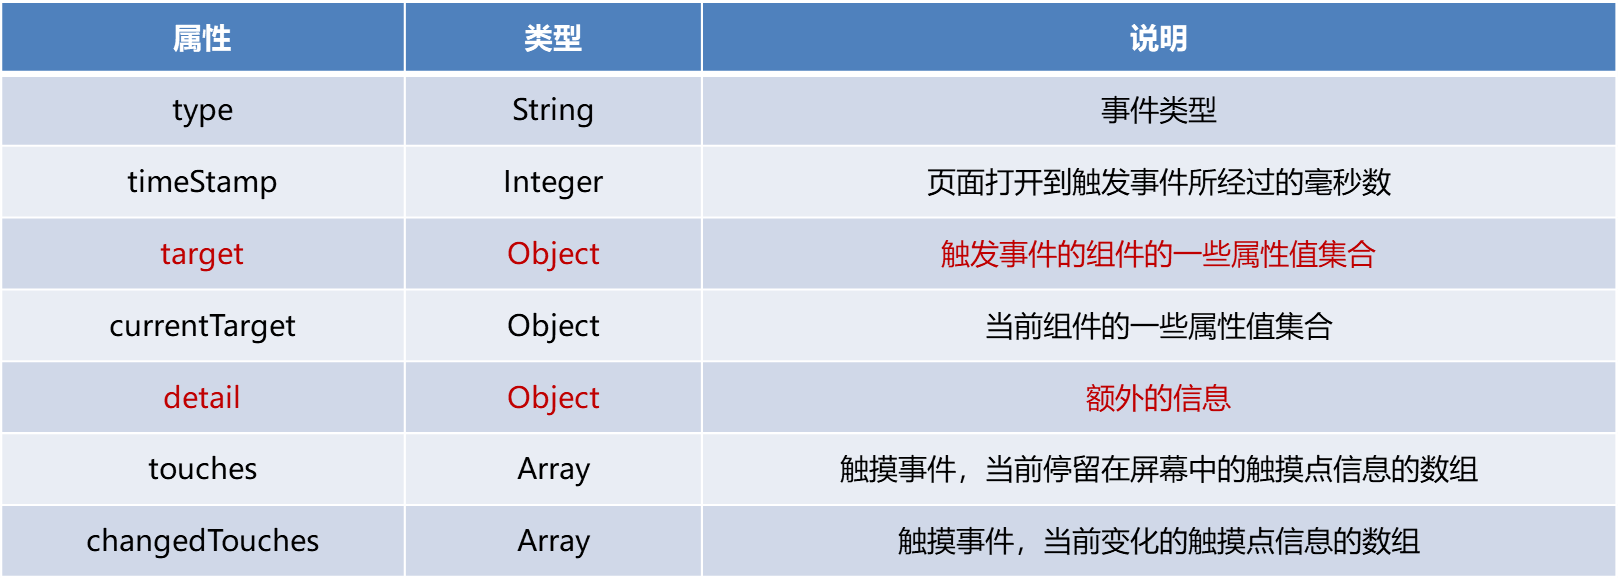 属性 类型 说明
type String 事件类型
timeStamp Integer 页面打开到触发事件所经过的毫秒数
target Object 触发事件的组件的一些属性值集合
currentTarget Object 当前组件的一些属性值集合
detail Object 额外的信息
touches Array 触摸事件，当前停留在屏幕中的触摸点信息的数组
changedTouches Array 触摸事件，当前变化的触摸点信息的数组